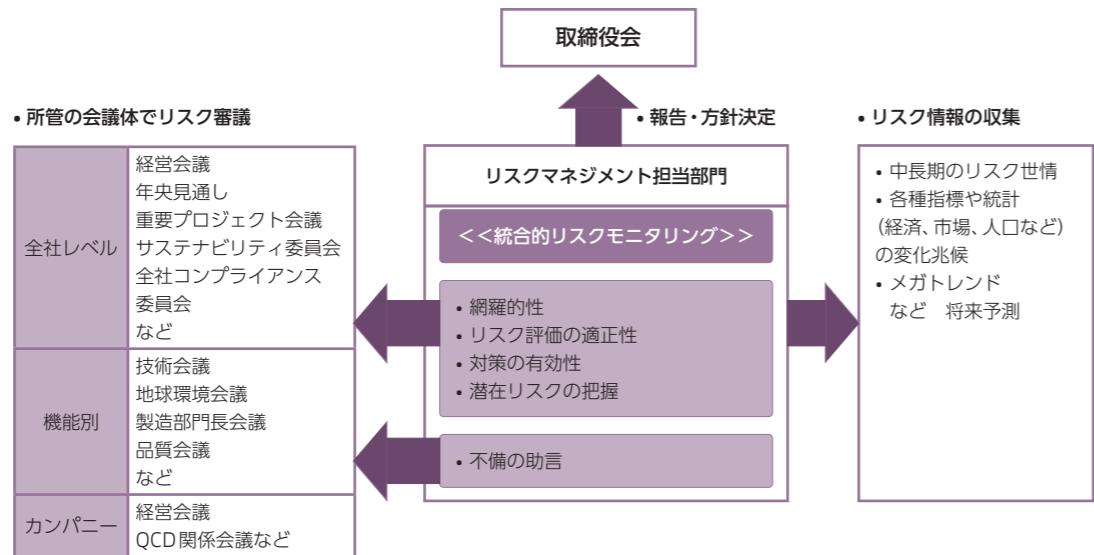 取締役会
• 報告・方針決定
• 所管の会議体でリスク審議
全社レベル
経営会議
年央見通し
重要プロジェクト会議
サステナビリティ委員会
全社コンプライアンス
委員会
など
機能別
技術会議
地球環境会議
製造部門長会議
品質会議
など
カンパニー
経営会議
QCD関係会議など
リスクマネジメント担当部門
<<統合的リスクモニタリング>>
• 網羅的性
• リスク評価の適正性
• 対策の有効性
• 潜在リスクの把握
• 不備の助言
• リスク情報の収集
• 中長期のリスク世情
• 各種指標や統計
(経済、市場、人口など)
の変化兆候
• メガトレンド
など　将来予測